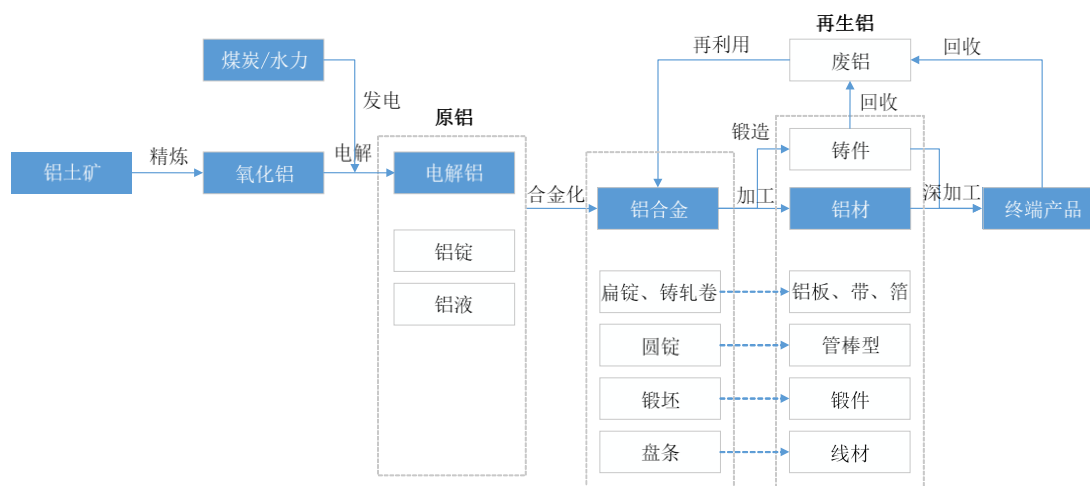 再生铝
煤炭/水力
再利用
废铝
回收
发电
原铝
回收
锻造
铸件
铝土矿
精炼
氧化铝
电解
电解铝
合金化
铝合金
加工
铝材
深加工
终端产品
铝锭
铝液
扁锭、铸轧卷
铝板、带、箔
圆锭
管棒型
锻坯
锻件
盘条
线材